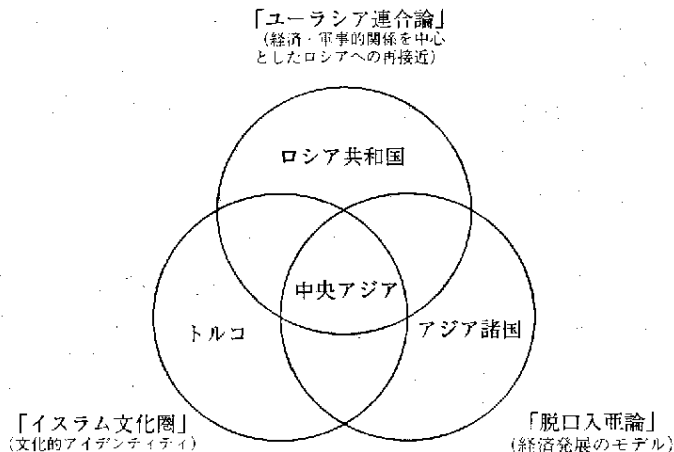 「ユーラシア連合論」
(経済・軍事的関係を中心
としたロシアへの再接近)
ロシア共和国
中央アジア
トルコ
アジア諸国
「イスラム文化圏」
(文化的アイデンティティ)
「脱ロ入亜論」
(経済発展のモデル)